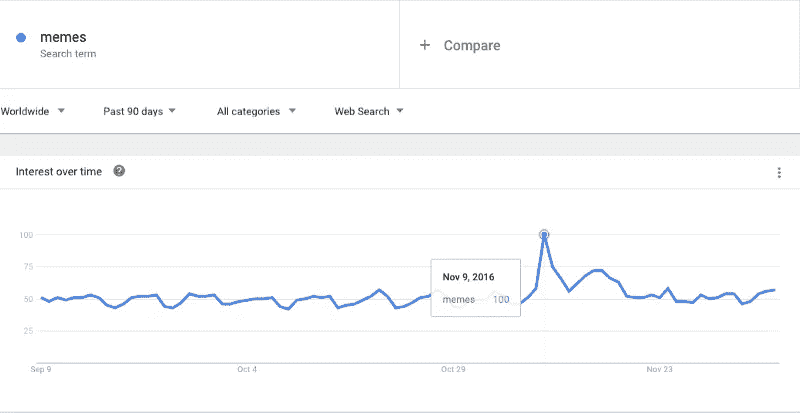 memes
Search term
+ Compare
Worldwide
Past 90 days
All categories
Web Search
Interest over time ?
100
75
50
25
Nov 9, 2016
memes 100
Sep 9
Oct 4
Oct 29
Nov 23